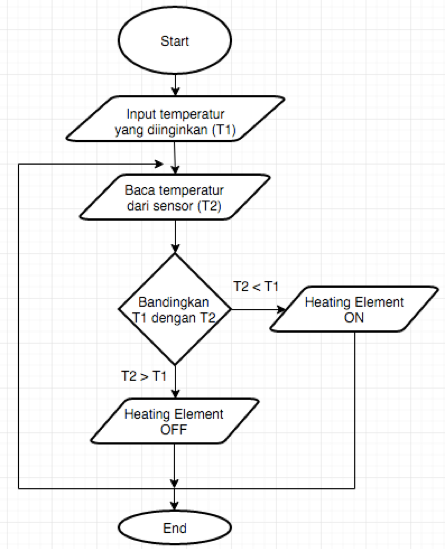 Start
Input temperatur
yang diinginkan (T1)
Baca temperatur
dari sensor (T2)
Bandingkan
T1 dengan T2
T2 < T1
Heating Element
ON
T2 > T1
Heating Element
OFF
End